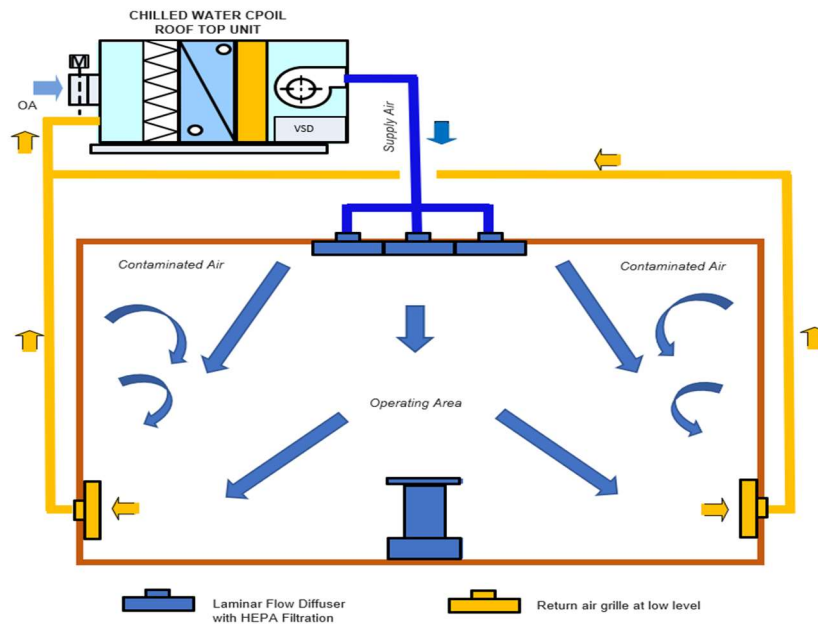 CHILLED WATER CPOIL
ROOF TOP UNIT
M
OA
VSD
Supply Air
Contaminated Air
Contaminated Air
Operating Area
Laminar Flow Diffuser
with HEPA Filtration
Return air grille at low level